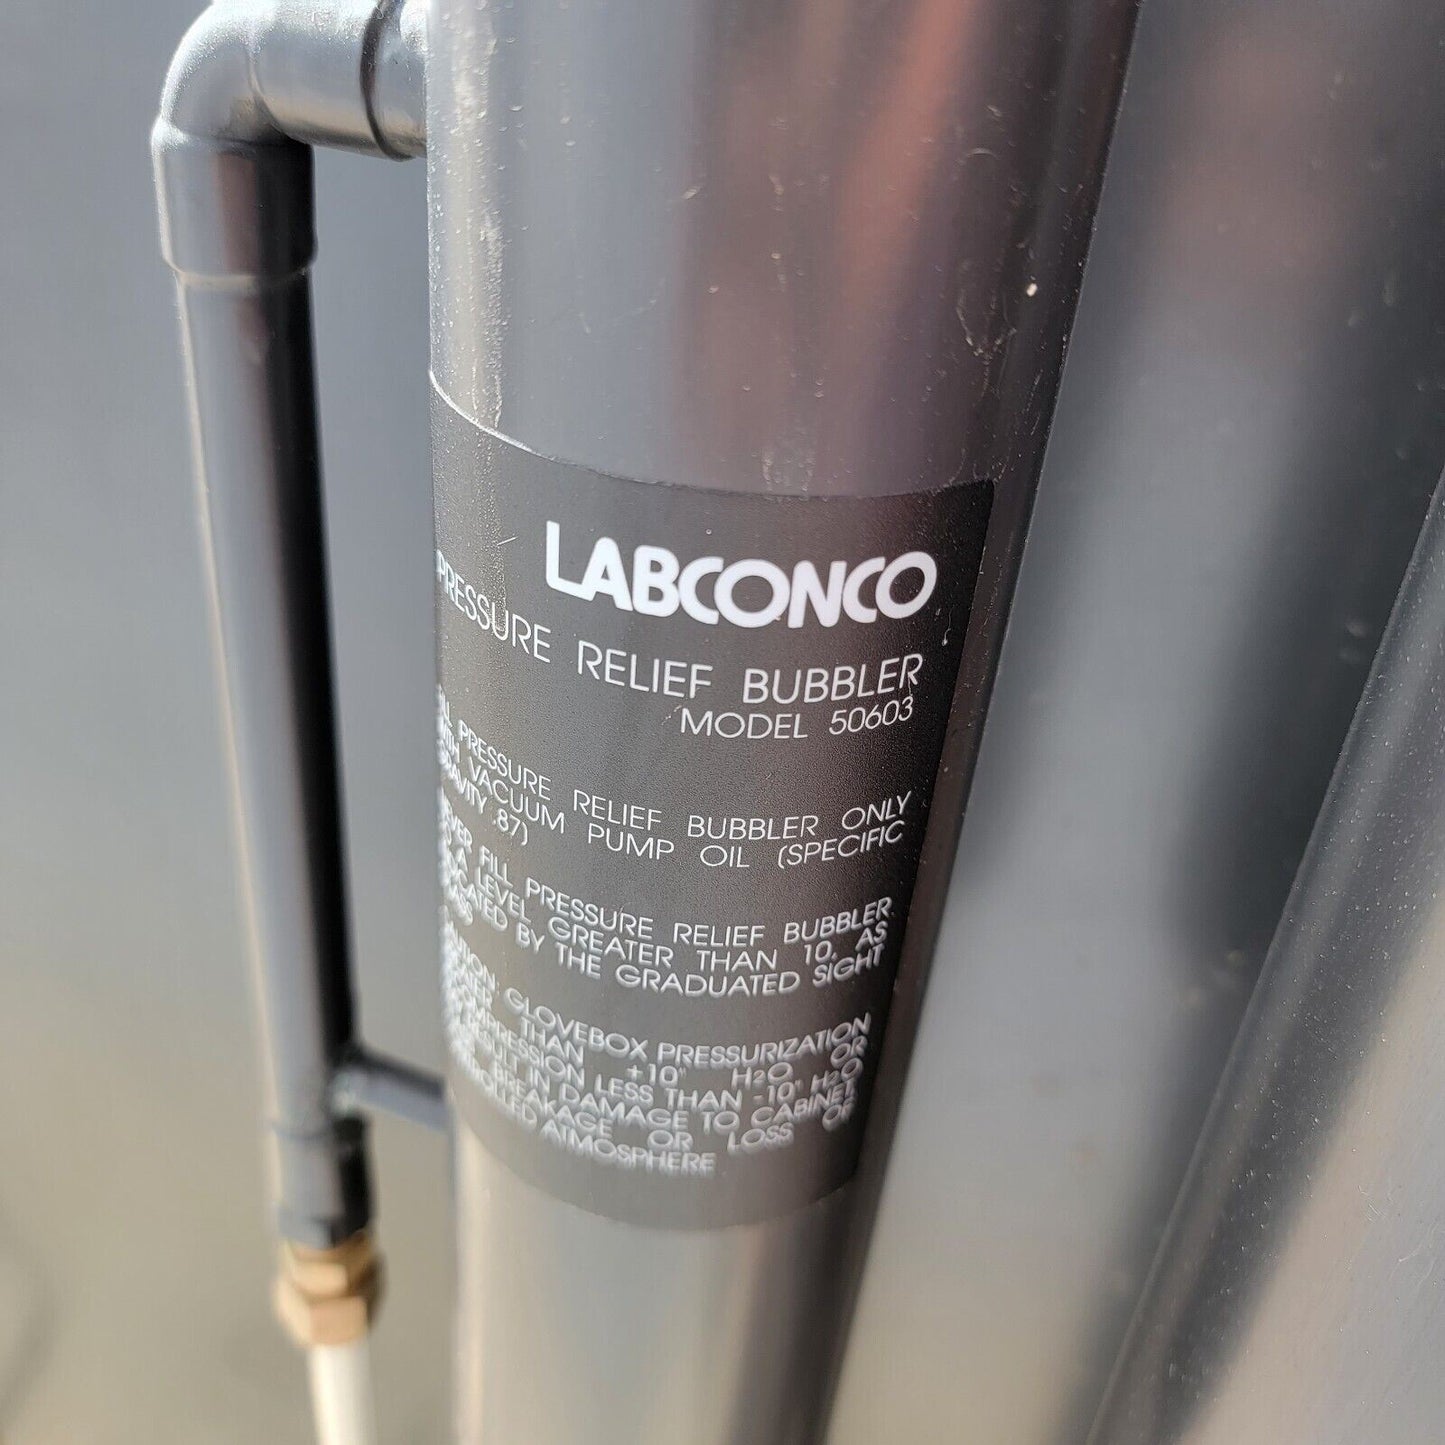 LABCONCO
PRESSURE RELIEF BUBBLER
MODEL 50603
PRESSURE RELIEF BUBBLER ONLY
VACUUM PUMP OIL (SPECIFIC
.87)
FILL PRESSURE RELIEF BUBBLER
A LEVEL GREATER THAN 10, AS
BY THE GRADUATED SIGHT
GLOVEBOX PRESSURIZATION
THAN +10" H2O OR
LESS THAN -10" H2O
IN DAMAGE TO CABINET,
BREAKAGE OR LOSS OF
ATMOSPHERE